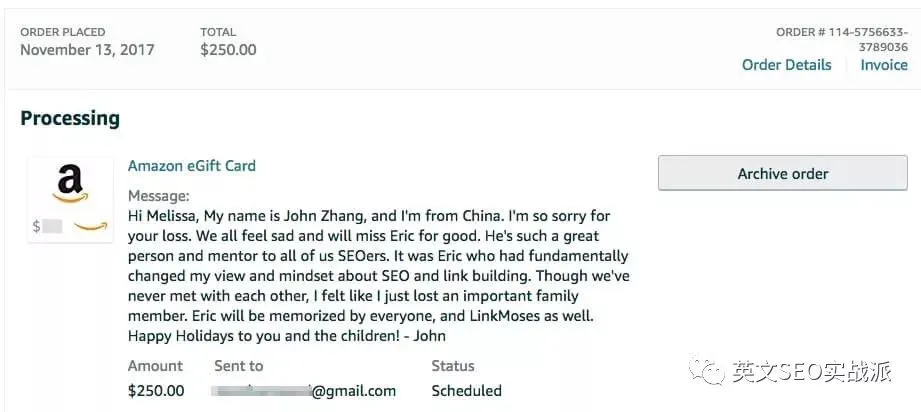 ORDER PLACED
November 13, 2017
TOTAL
$250.00
ORDER # 114-5756633-
3789036
Order Details
Invoice
Processing
a
$
Amazon eGift Card
Message:
Hi Melissa, My name is John Zhang, and I'm from China. I'm so sorry for
your loss. We all feel sad and will miss Eric for good. He's such a great
person and mentor to all of us SEOers. It was Eric who had fundamentally
changed my view and mindset about SEO and link building. Though we've
never met with each other, I felt like I just lost an important family
member. Eric will be memorized by everyone, and LinkMoses as well.
Happy Holidays to you and the children! - John
Archive order
Amount
$250.00
Sent to
@gmail.com
Status
Scheduled
英文SEO实战派